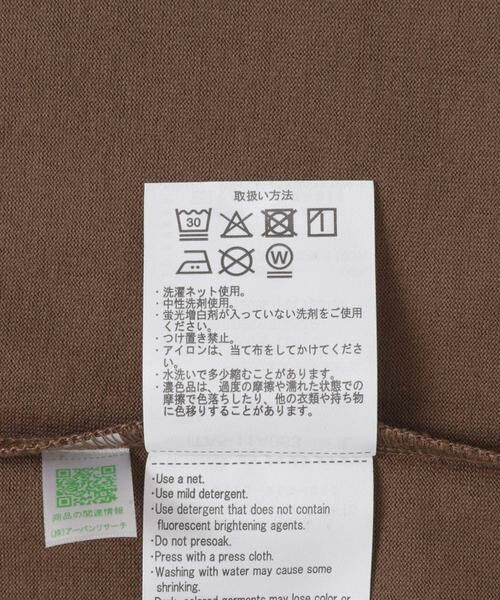 取扱い方法
30
W
・洗濯ネット使用。
・中性洗剤使用。
・蛍光増白剤が入っていない洗剤をご使用
ください。
・つけ置き禁止。
・アイロンは、当て布をしてかけてくださ
い。
・水洗いで多少縮むことがあります。
・濃色品は、過度の摩擦や濡れた状態での
摩擦で色落ちしたり、他の衣類や持ち物
に色移りすることがあります。
・Use a net.
・Use mild detergent.
・Use detergent that does not contain
fluorescent brightening agents.
・Do not presoak.
・Press with a press cloth.
・Washing with water may cause some
shrinking.
・Dark-colored garments may lose color or
商品の関連情報
(株)アーバンリサーチ